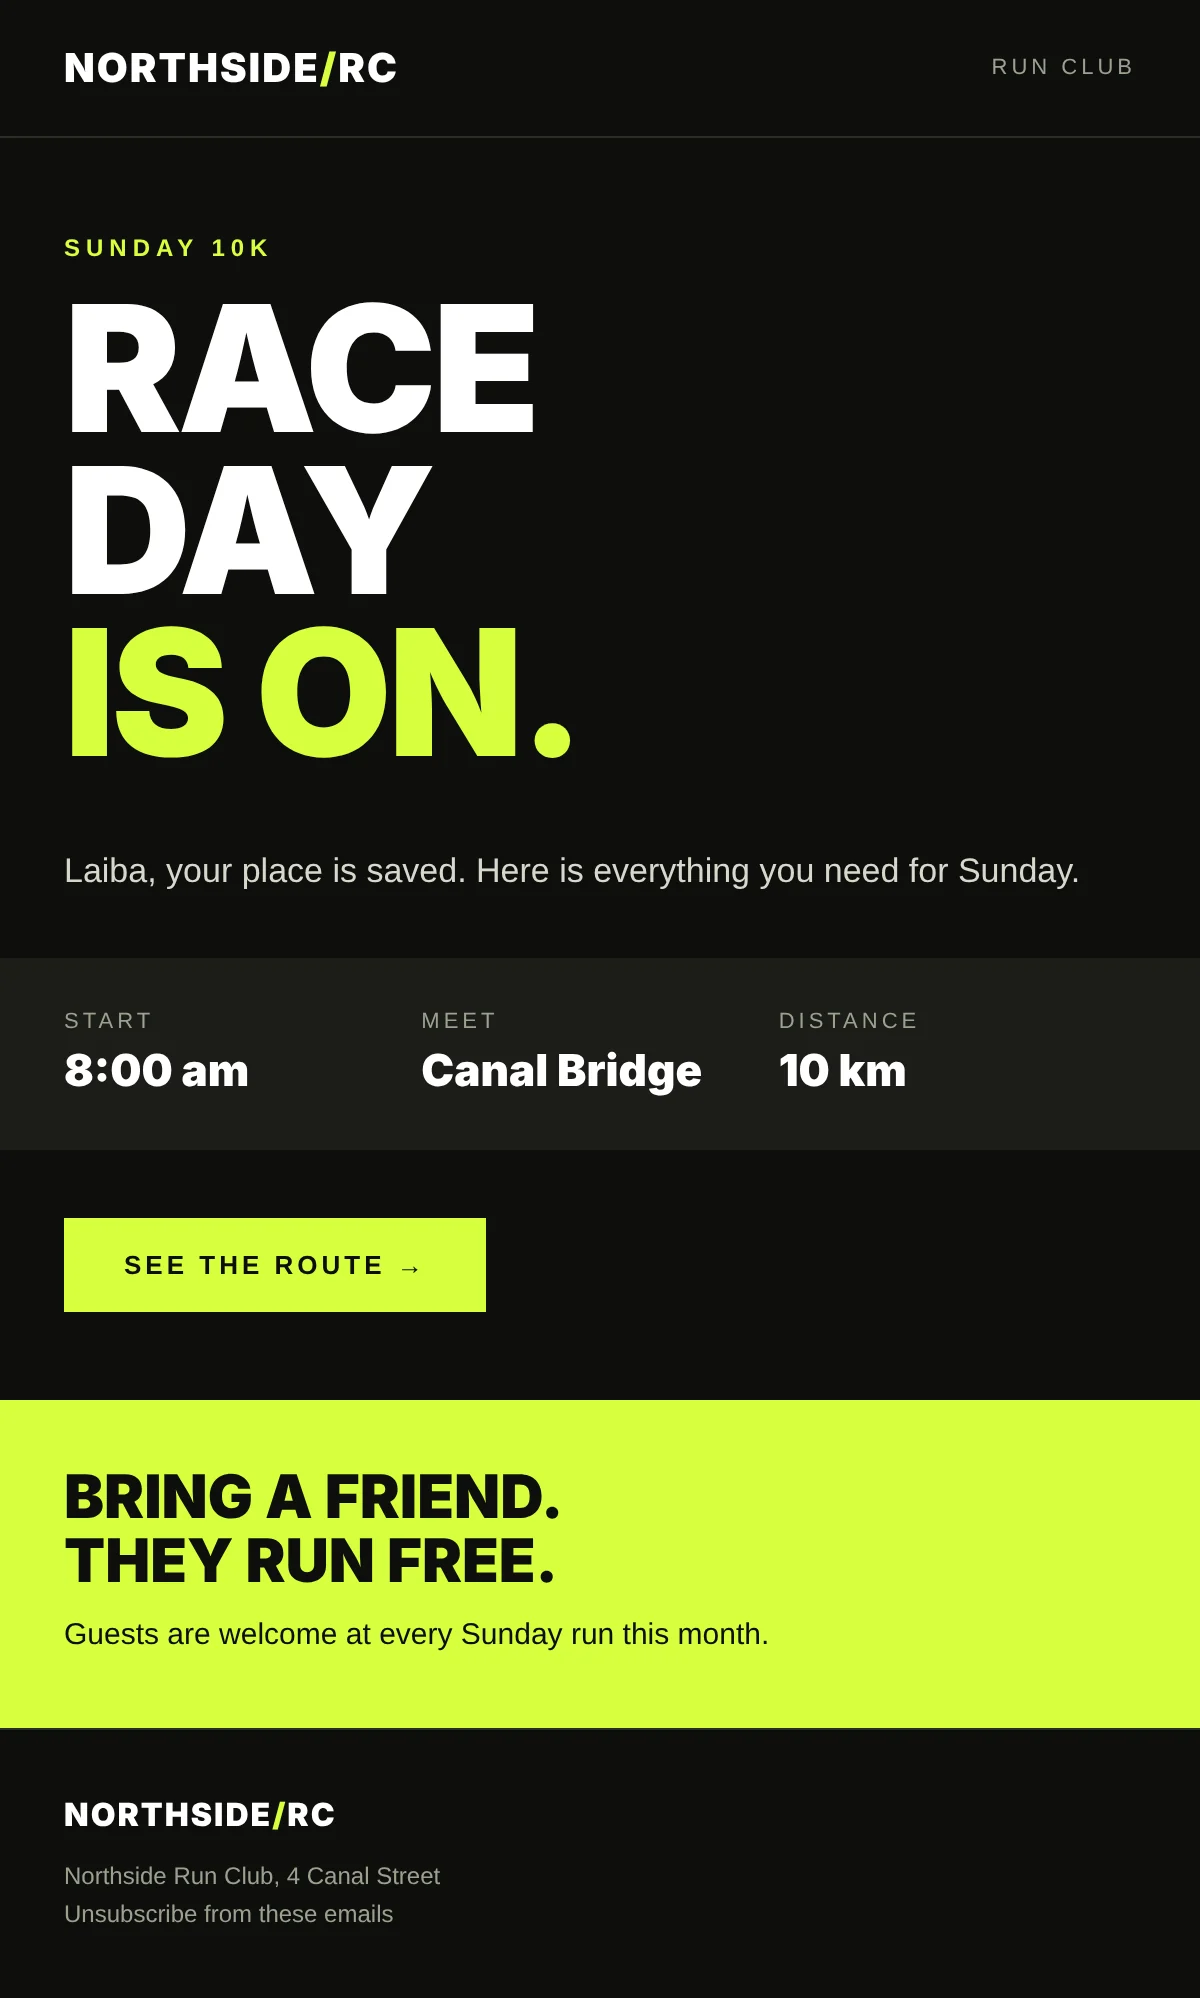 NORTHSIDE/RC
RUN CLUB
SUNDAY 10K
RACE
DAY
IS ON.
Laiba, your place is saved. Here is everything you need for Sunday.
START
8:00 am
MEET
Canal Bridge
DISTANCE
10 km
SEE THE ROUTE →
BRING A FRIEND.
THEY RUN FREE.
Guests are welcome at every Sunday run this month.
NORTHSIDE/RC
Northside Run Club, 4 Canal Street
Unsubscribe from these emails